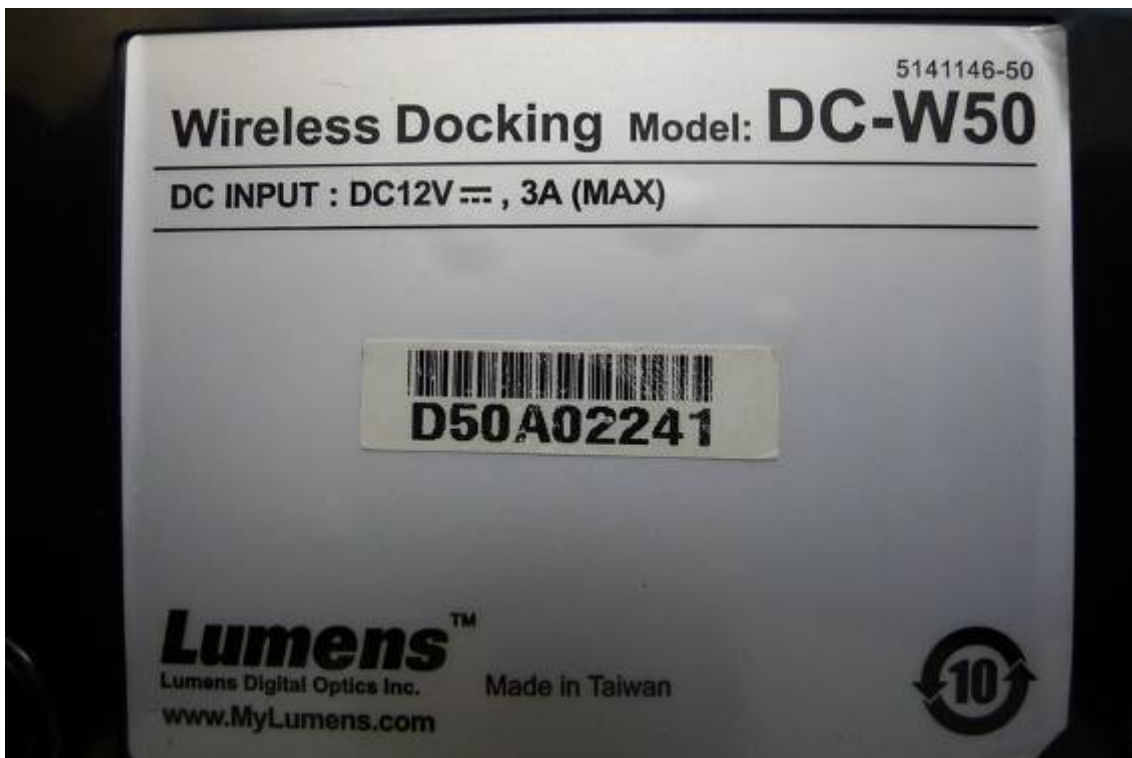 5141146-50
Wireless Docking Model: DC-W50
DC INPUT : DC12V ⎓ , 3A (MAX)
D50A02241
Lumens™
Lumens Digital Optics Inc.
Made in Taiwan
www.MyLumens.com
10